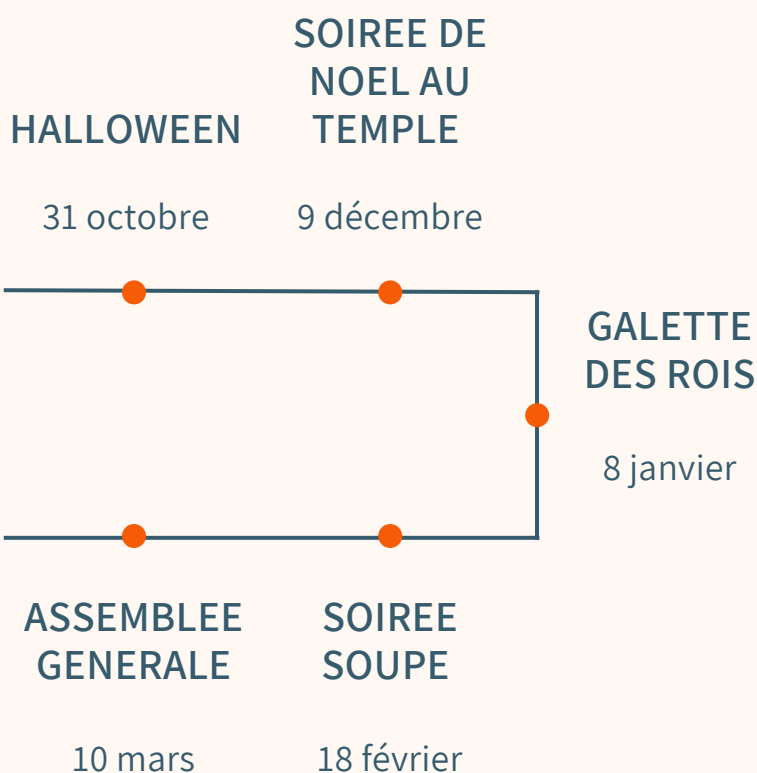 HALLOWEEN
31 octobre
SOIREE DE
NOEL AU
TEMPLE
9 décembre
GALETTE
DES ROIS
8 janvier
SOIREE
SOUPE
18 février
ASSEMBLEE
GENERALE
10 mars